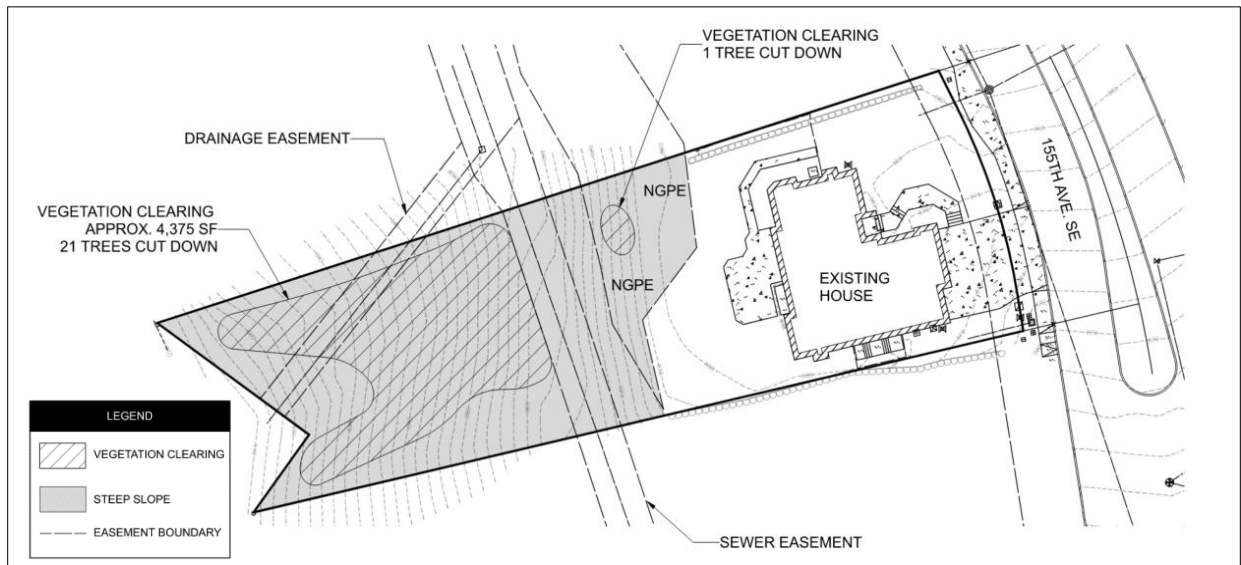 VEGETATION CLEARING
1 TREE CUT DOWN
DRAINAGE EASEMENT
VEGETATION CLEARING
APPROX. 4,375 SF
21 TREES CUT DOWN
NGPE
NGPE
EXISTING
HOUSE
155TH AVE. SE
LEGEND
VEGETATION CLEARING
STEEP SLOPE
EASEMENT BOUNDARY
SEWER EASEMENT